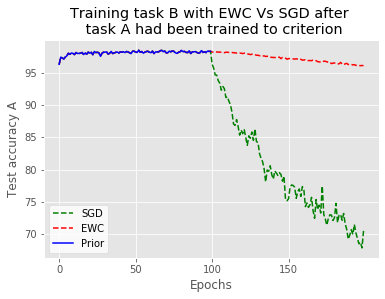 Training task B with EWC Vs SGD after
task A had been trained to criterion
Test accuracy A
95
90
85
80
75
70
SGD
EWC
Prior
0
50
100
150
Epochs